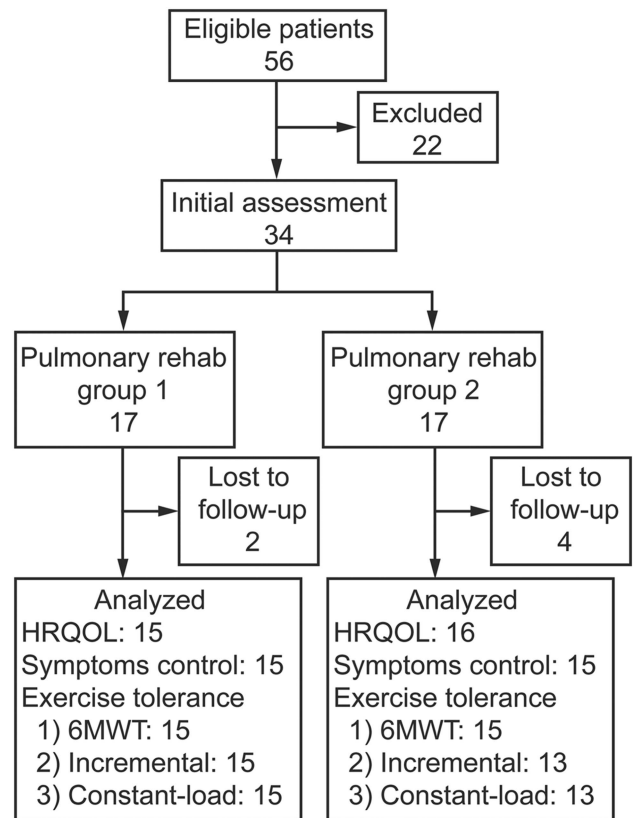 Eligible patients
56
Excluded
22
Initial assessment
34
Pulmonary rehab
group 1
17
Pulmonary rehab
group 2
17
Lost to
follow-up
2
Lost to
follow-up
4
Analyzed
HRQOL: 15
Symptoms control: 15
Exercise tolerance
1) 6MWT: 15
2) Incremental: 15
3) Constant-load: 15
Analyzed
HRQOL: 16
Symptoms control: 15
Exercise tolerance
1) 6MWT: 15
2) Incremental: 13
3) Constant-load: 13